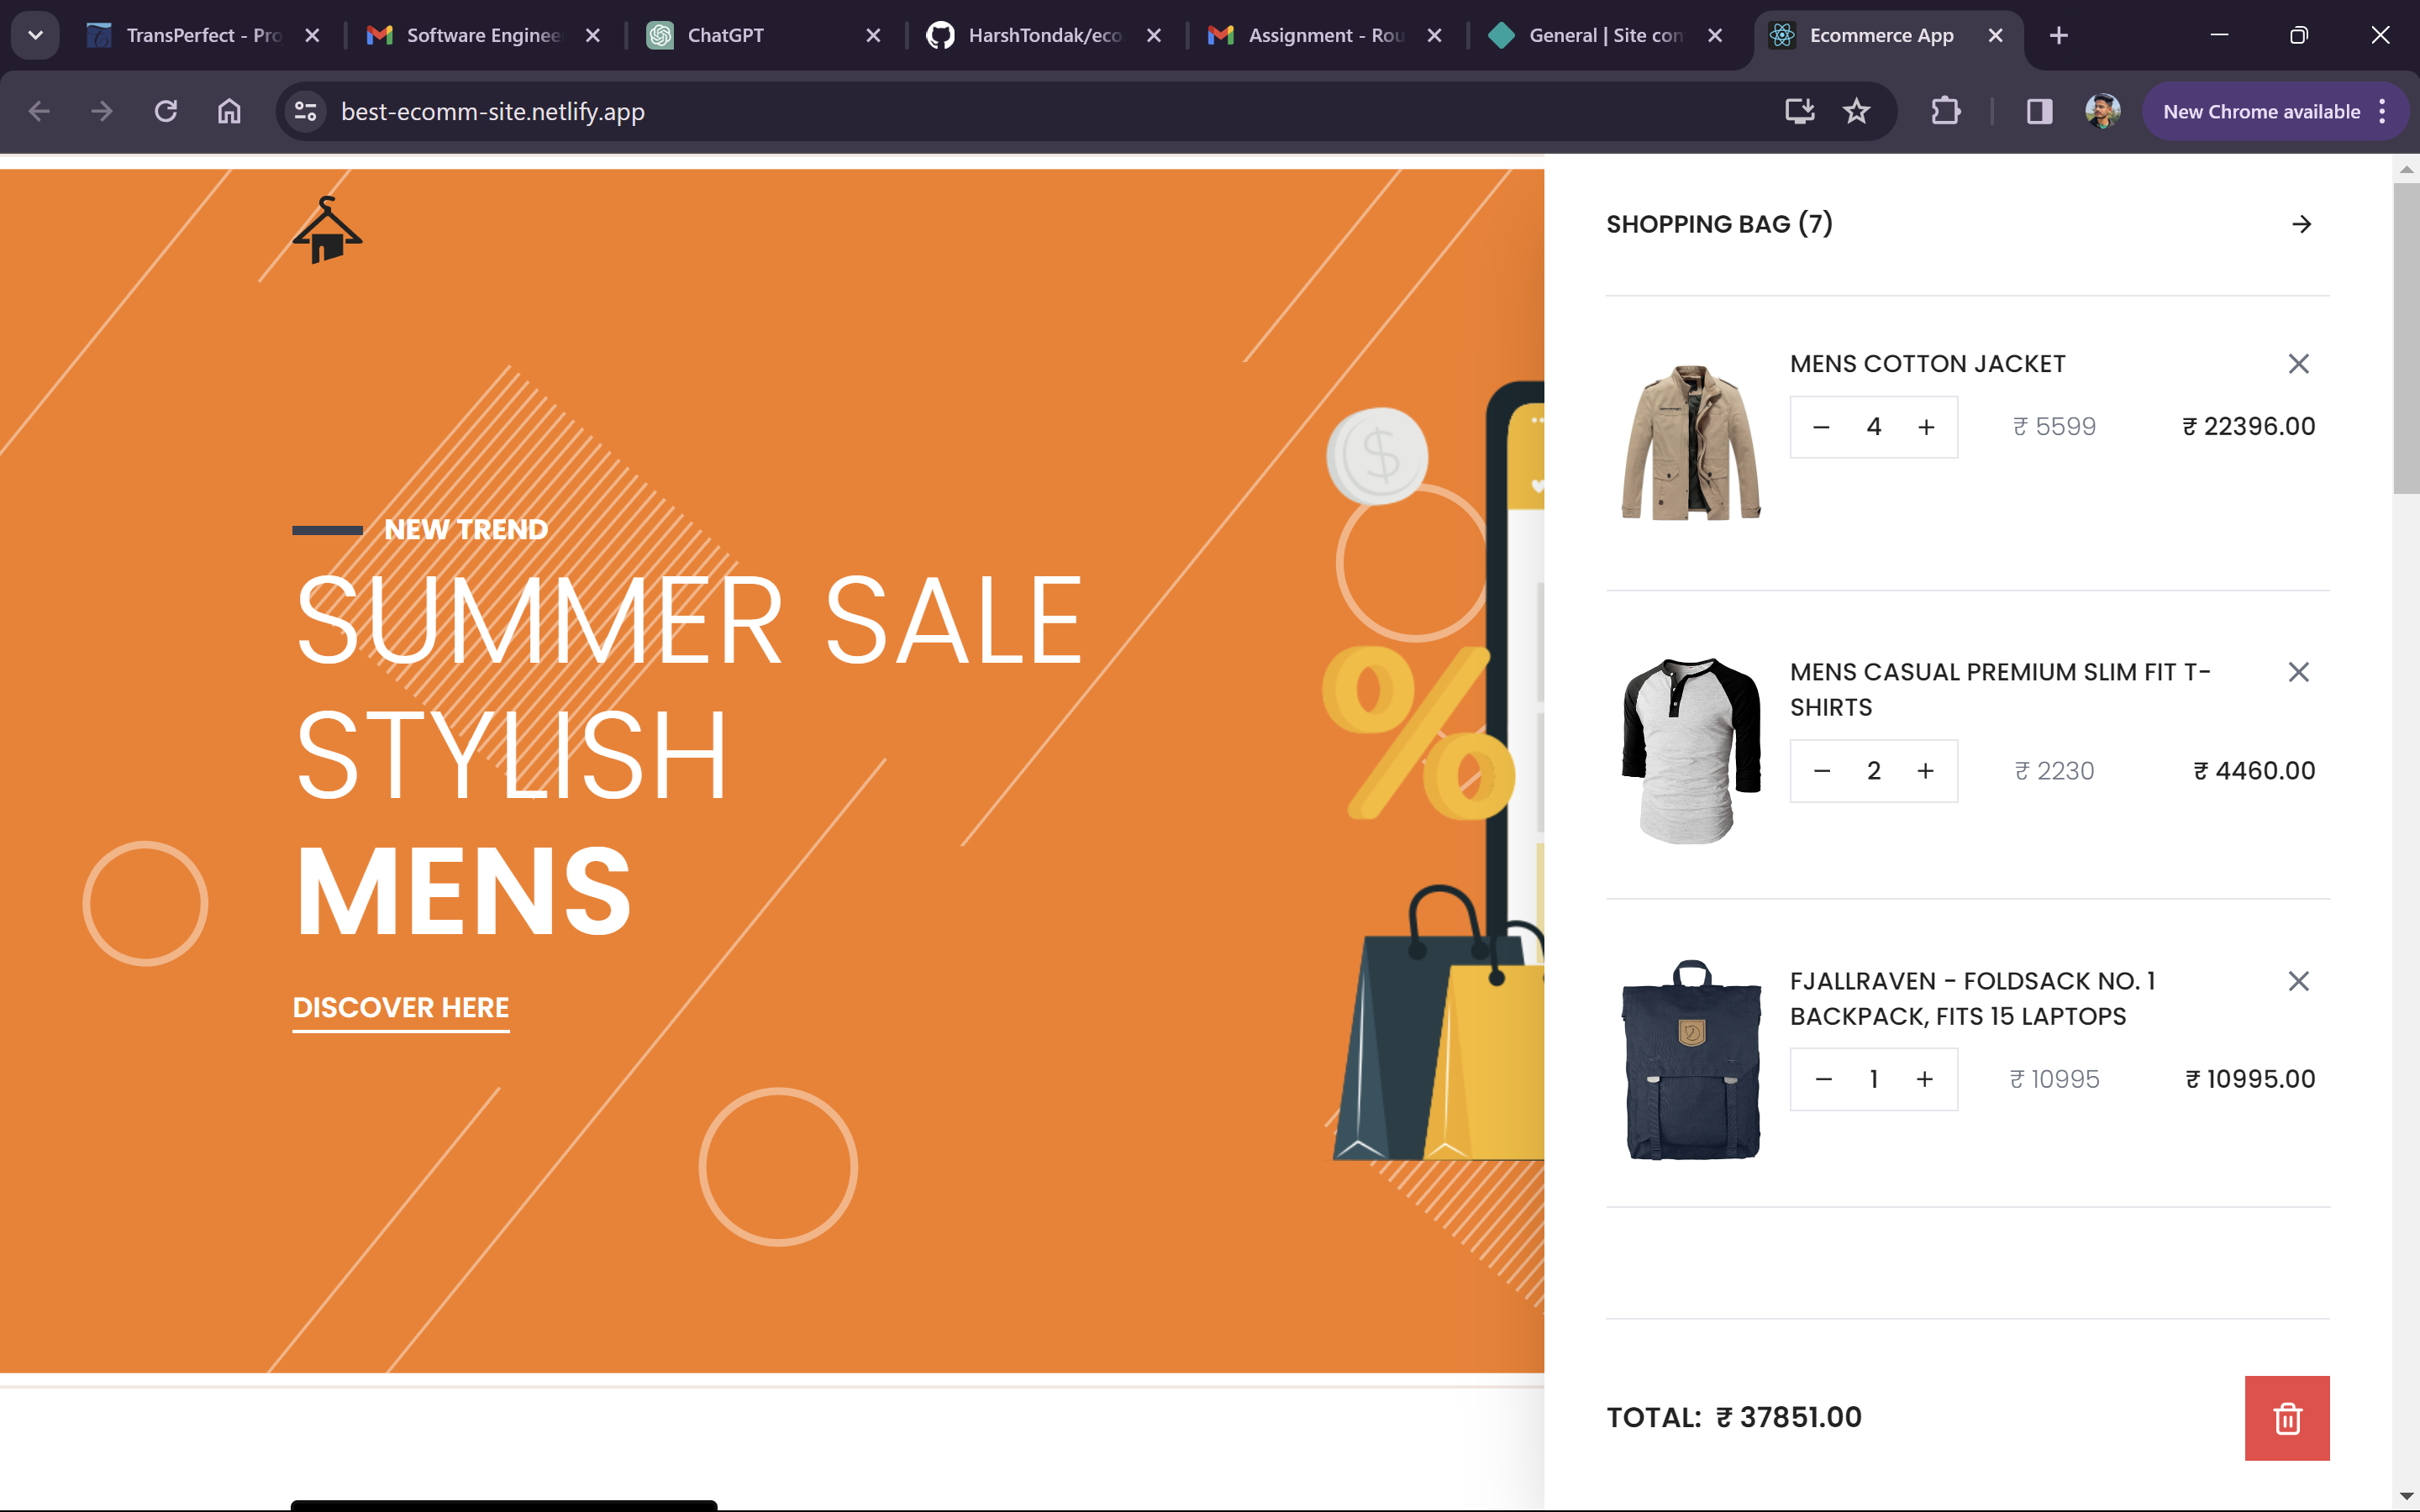 TransPerfect - Pro
Software Enginee
ChatGPT
HarshTondak/eco
Assignment - Rou
General | Site con
Ecommerce App
best-ecomm-site.netlify.app
New Chrome available
NEW TREND
SUMMER SALE
STYLISH
MENS
DISCOVER HERE
SHOPPING BAG (7)
MENS COTTON JACKET
− 4 + ₹ 5599 ₹ 22396.00
MENS CASUAL PREMIUM SLIM FIT T-
SHIRTS
− 2 + ₹ 2230 ₹ 4460.00
FJALLRAVEN - FOLDSACK NO. 1
BACKPACK, FITS 15 LAPTOPS
− 1 + ₹ 10995 ₹ 10995.00
TOTAL: ₹ 37851.00